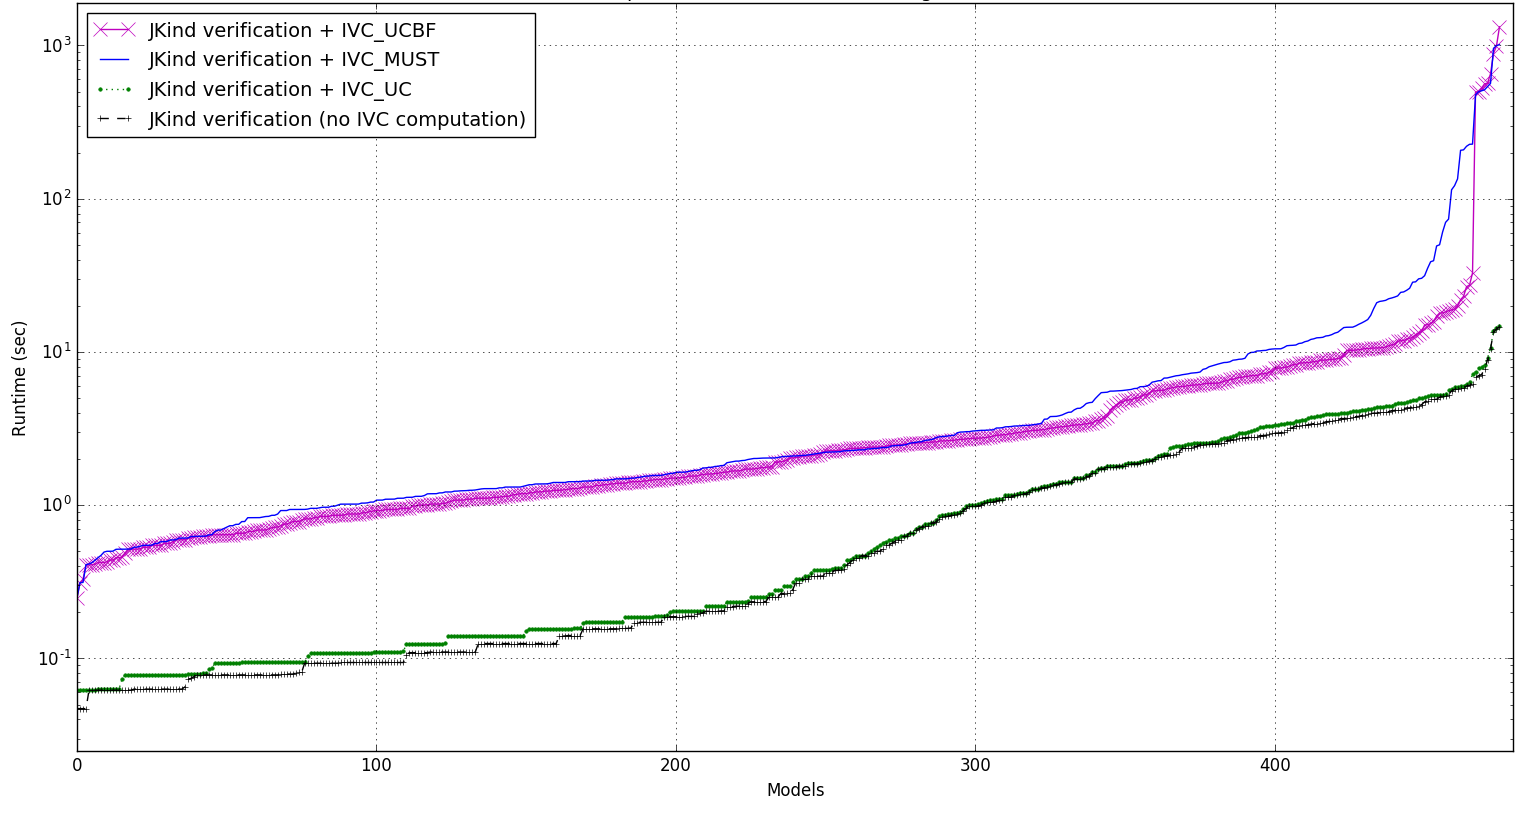 JKind verification + IVC_UCBF
JKind verification + IVC_MUST
JKind verification + IVC_UC
JKind verification (no IVC computation)
10³
10²
10¹
10⁰
10⁻¹
Runtime (sec)
0 100 200 300 400
Models